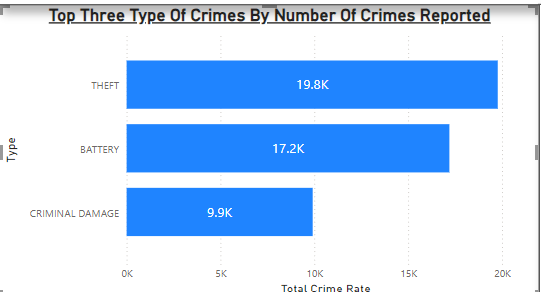 Top Three Type Of Crimes By Number Of Crimes Reported
THEFT
19.8K
BATTERY
17.2K
CRIMINAL DAMAGE
9.9K
Type
0K 5K 10K 15K 20K
Total Crime Rate